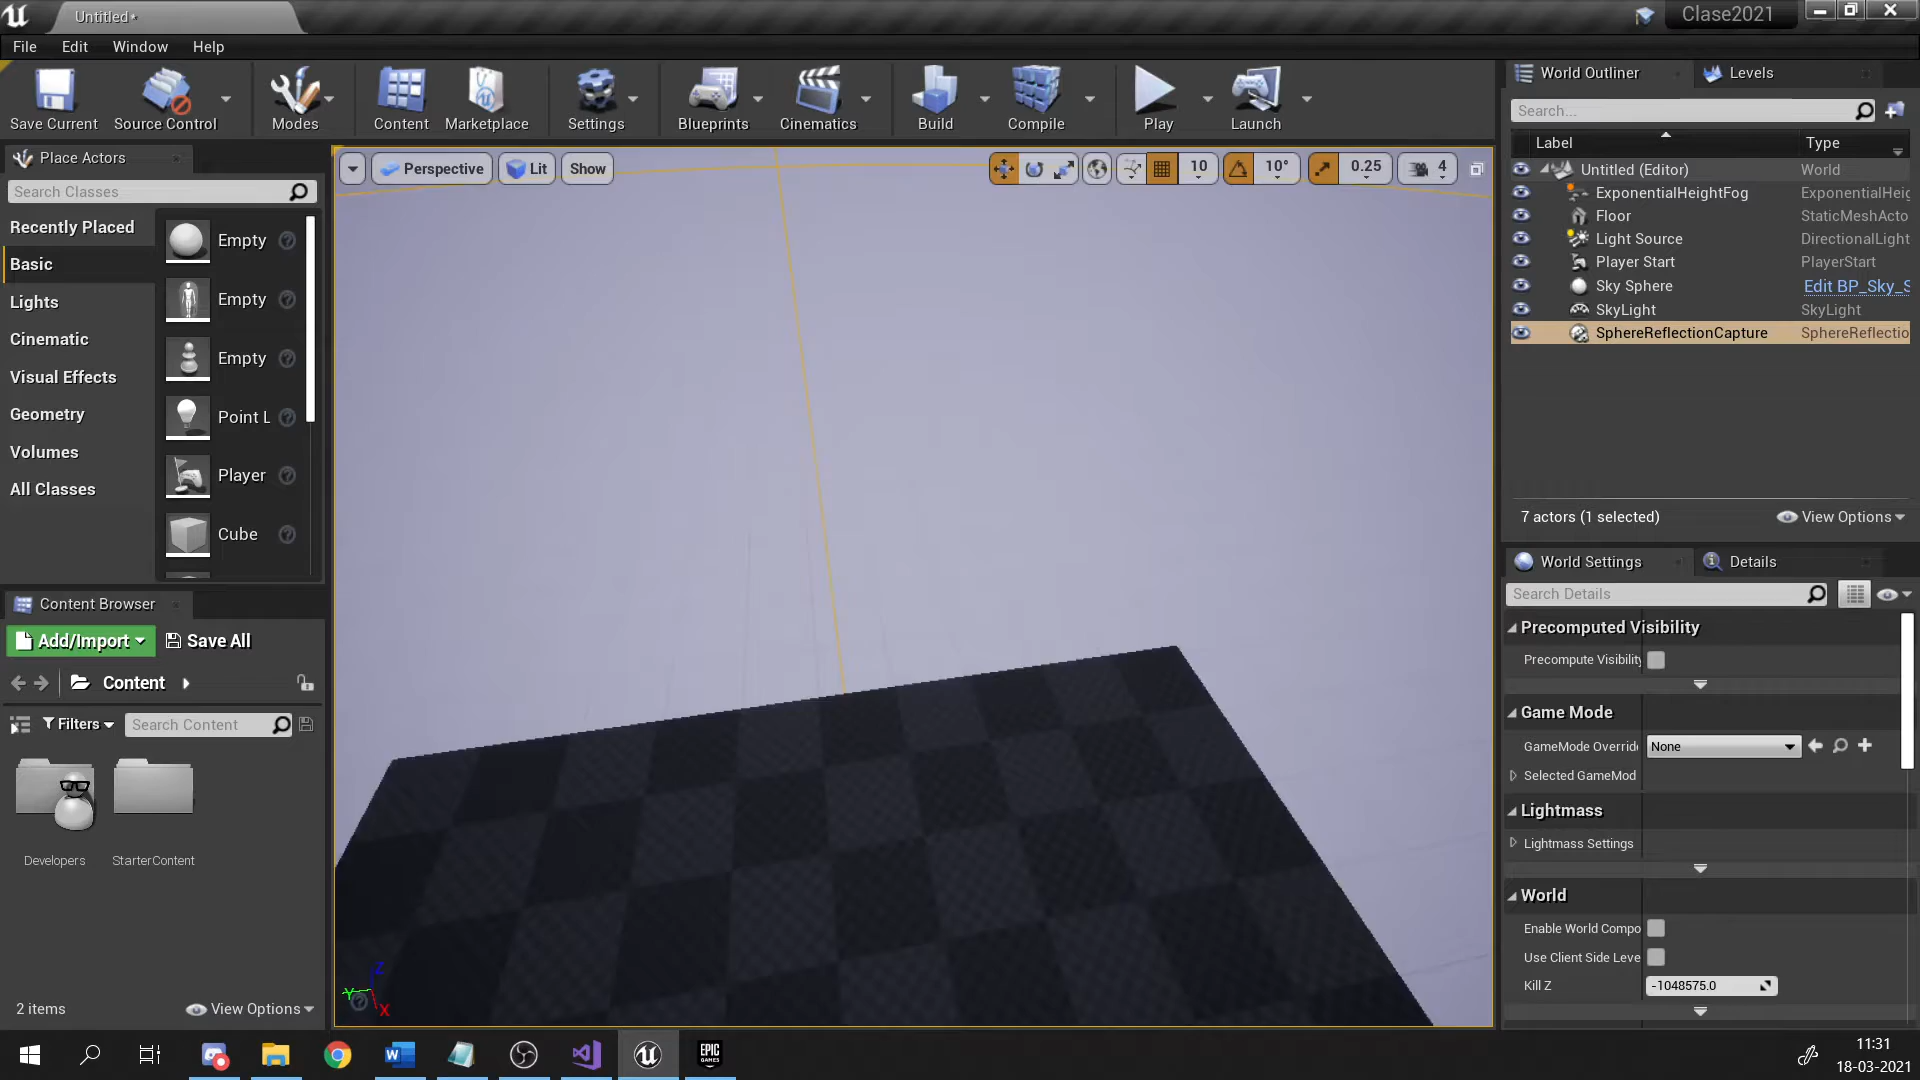 Untitled*
Clase2021
File Edit Window Help
Save Current
Source Control
Modes
Content
Marketplace
Settings
Blueprints
Cinematics
Build
Compile
Play
Launch
Place Actors
Search Classes
Recently Placed
Basic
Lights
Cinematic
Visual Effects
Geometry
Volumes
All Classes
Empty
Empty
Empty
Point L
Player
Cube
Perspective
Lit
Show
10
10°
0.25
4
World Outliner
Levels
Search...
Label Type
Untitled (Editor) World
ExponentialHeightFog ExponentialHeig
Floor StaticMeshActo
Light Source DirectionalLight
Player Start PlayerStart
Sky Sphere Edit BP_Sky_S
SkyLight SkyLight
SphereReflectionCapture SphereReflectio
7 actors (1 selected)
View Options
World Settings
Details
Search Details
Precomputed Visibility
Precompute Visibility
Game Mode
GameMode Overrid None
Selected GameMod
Lightmass
Lightmass Settings
World
Enable World Compo
Use Client Side Leve
Kill Z -1048575.0
Content Browser
Add/Import
Save All
Content
Filters
Search Content
Developers
StarterContent
2 items
View Options
Z
Y
X
EPIC
GAMES
11:31
18-03-2021